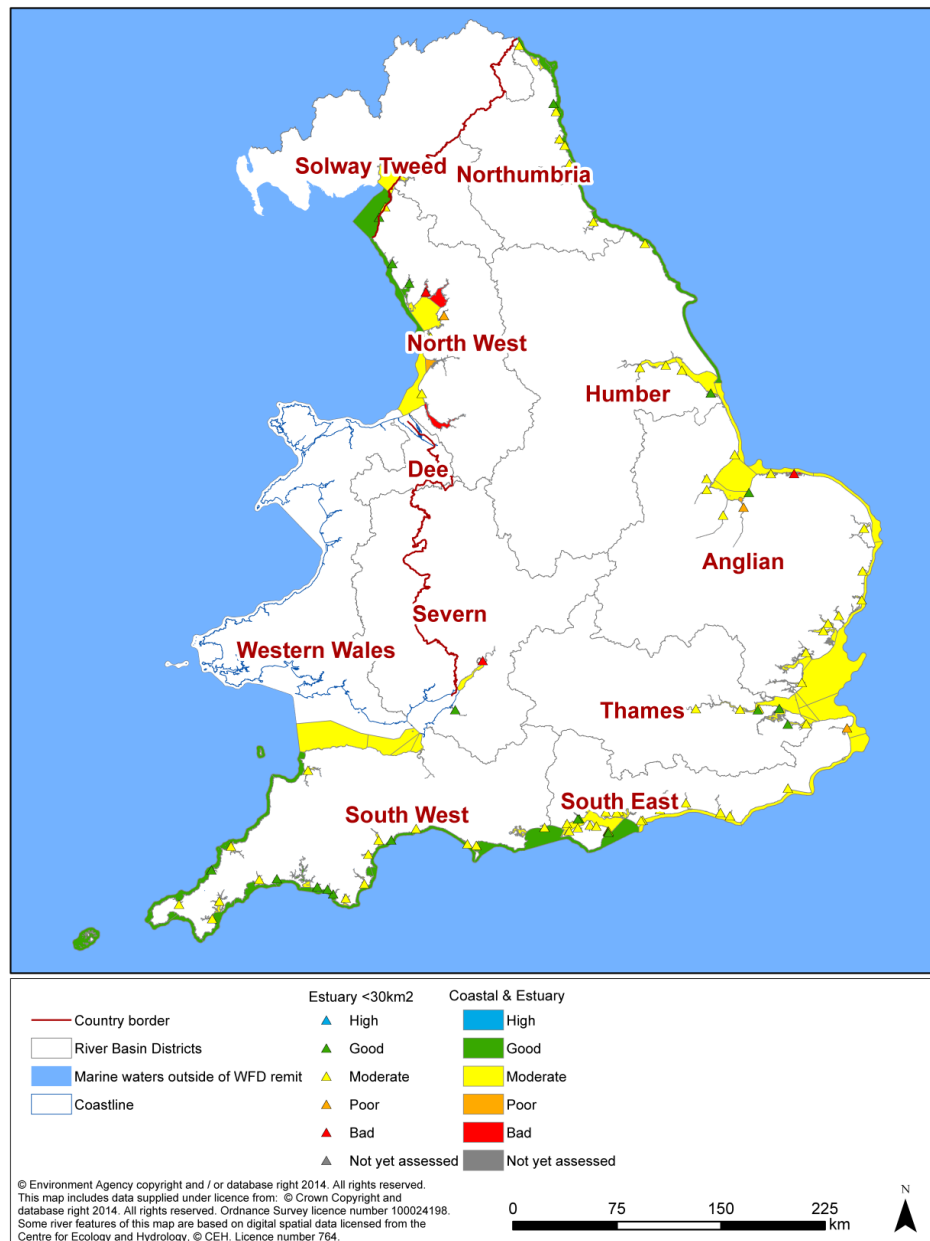 Solway Tweed
Northumbria
North West
Humber
Dee
Anglian
Severn
Western Wales
Thames
South East
South West
Estuary <30km2
Coastal & Estuary
Country border
River Basin Districts
Marine waters outside of WFD remit
Coastline
High
Good
Moderate
Poor
Bad
Not yet assessed
High
Good
Moderate
Poor
Bad
Not yet assessed
© Environment Agency copyright and / or database right 2014. All rights reserved.
This map includes data supplied under licence from: © Crown Copyright and
database right 2014. All rights reserved. Ordnance Survey licence number 100024198.
Some river features of this map are based on digital spatial data licensed from the
Centre for Ecology and Hydrology, © CEH. Licence number 764.
0 75 150 225
km
N